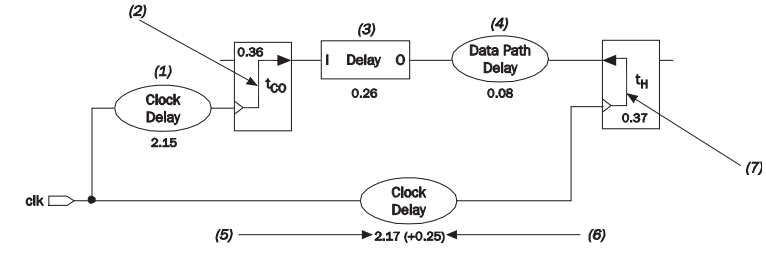 (2)
(3)
(4)
0.36
I Delay O
Data Path
Delay
(1)
tCO
tH
Clock
Delay
0.26
0.08
0.37
2.15
(7)
clk
Clock
Delay
(5)
2.17 (+0.25)
(6)